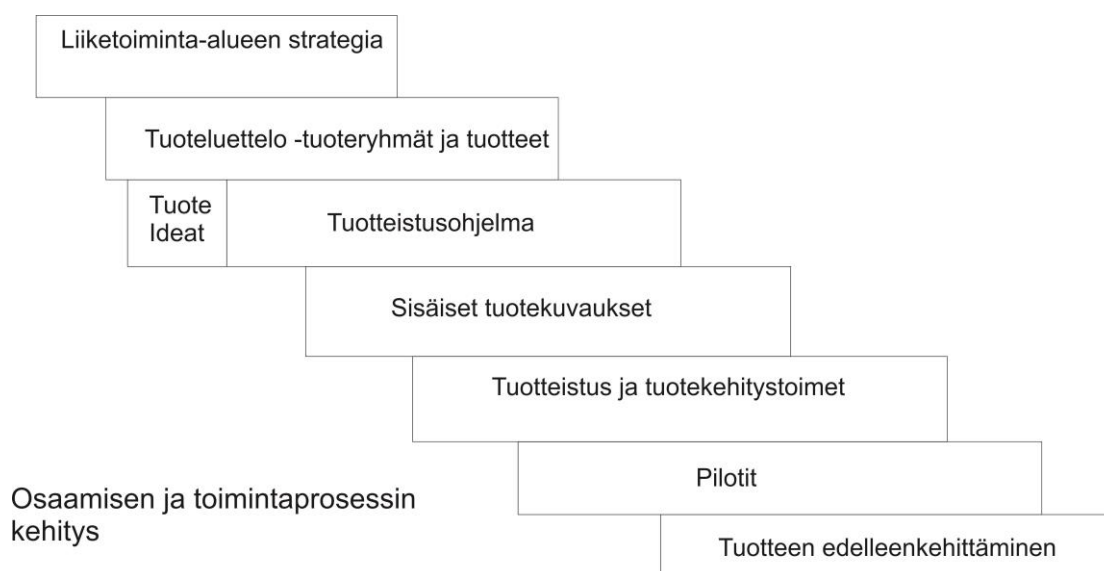 Liiketoiminta-alueen strategia
Tuoteluettelo -tuoteryhmät ja tuotteet
Tuote
Ideat
Tuotteistusohjelma
Sisäiset tuotekuvaukset
Tuotteistus ja tuotekehitystoimet
Pilotit
Osaamisen ja toimintaprosessin
kehitys
Tuotteen edelleenkehittäminen